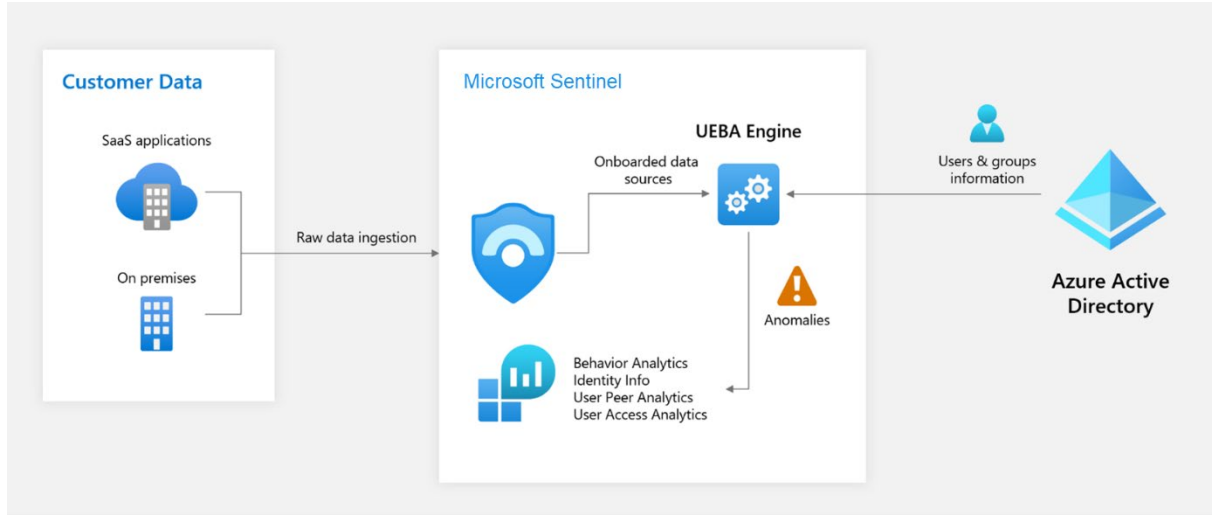 Customer Data
SaaS applications
On premises
Raw data ingestion
Microsoft Sentinel
UEBA Engine
Onboarded data
sources
Anomalies
Behavior Analytics
Identity Info
User Peer Analytics
User Access Analytics
Users & groups
information
Azure Active
Directory